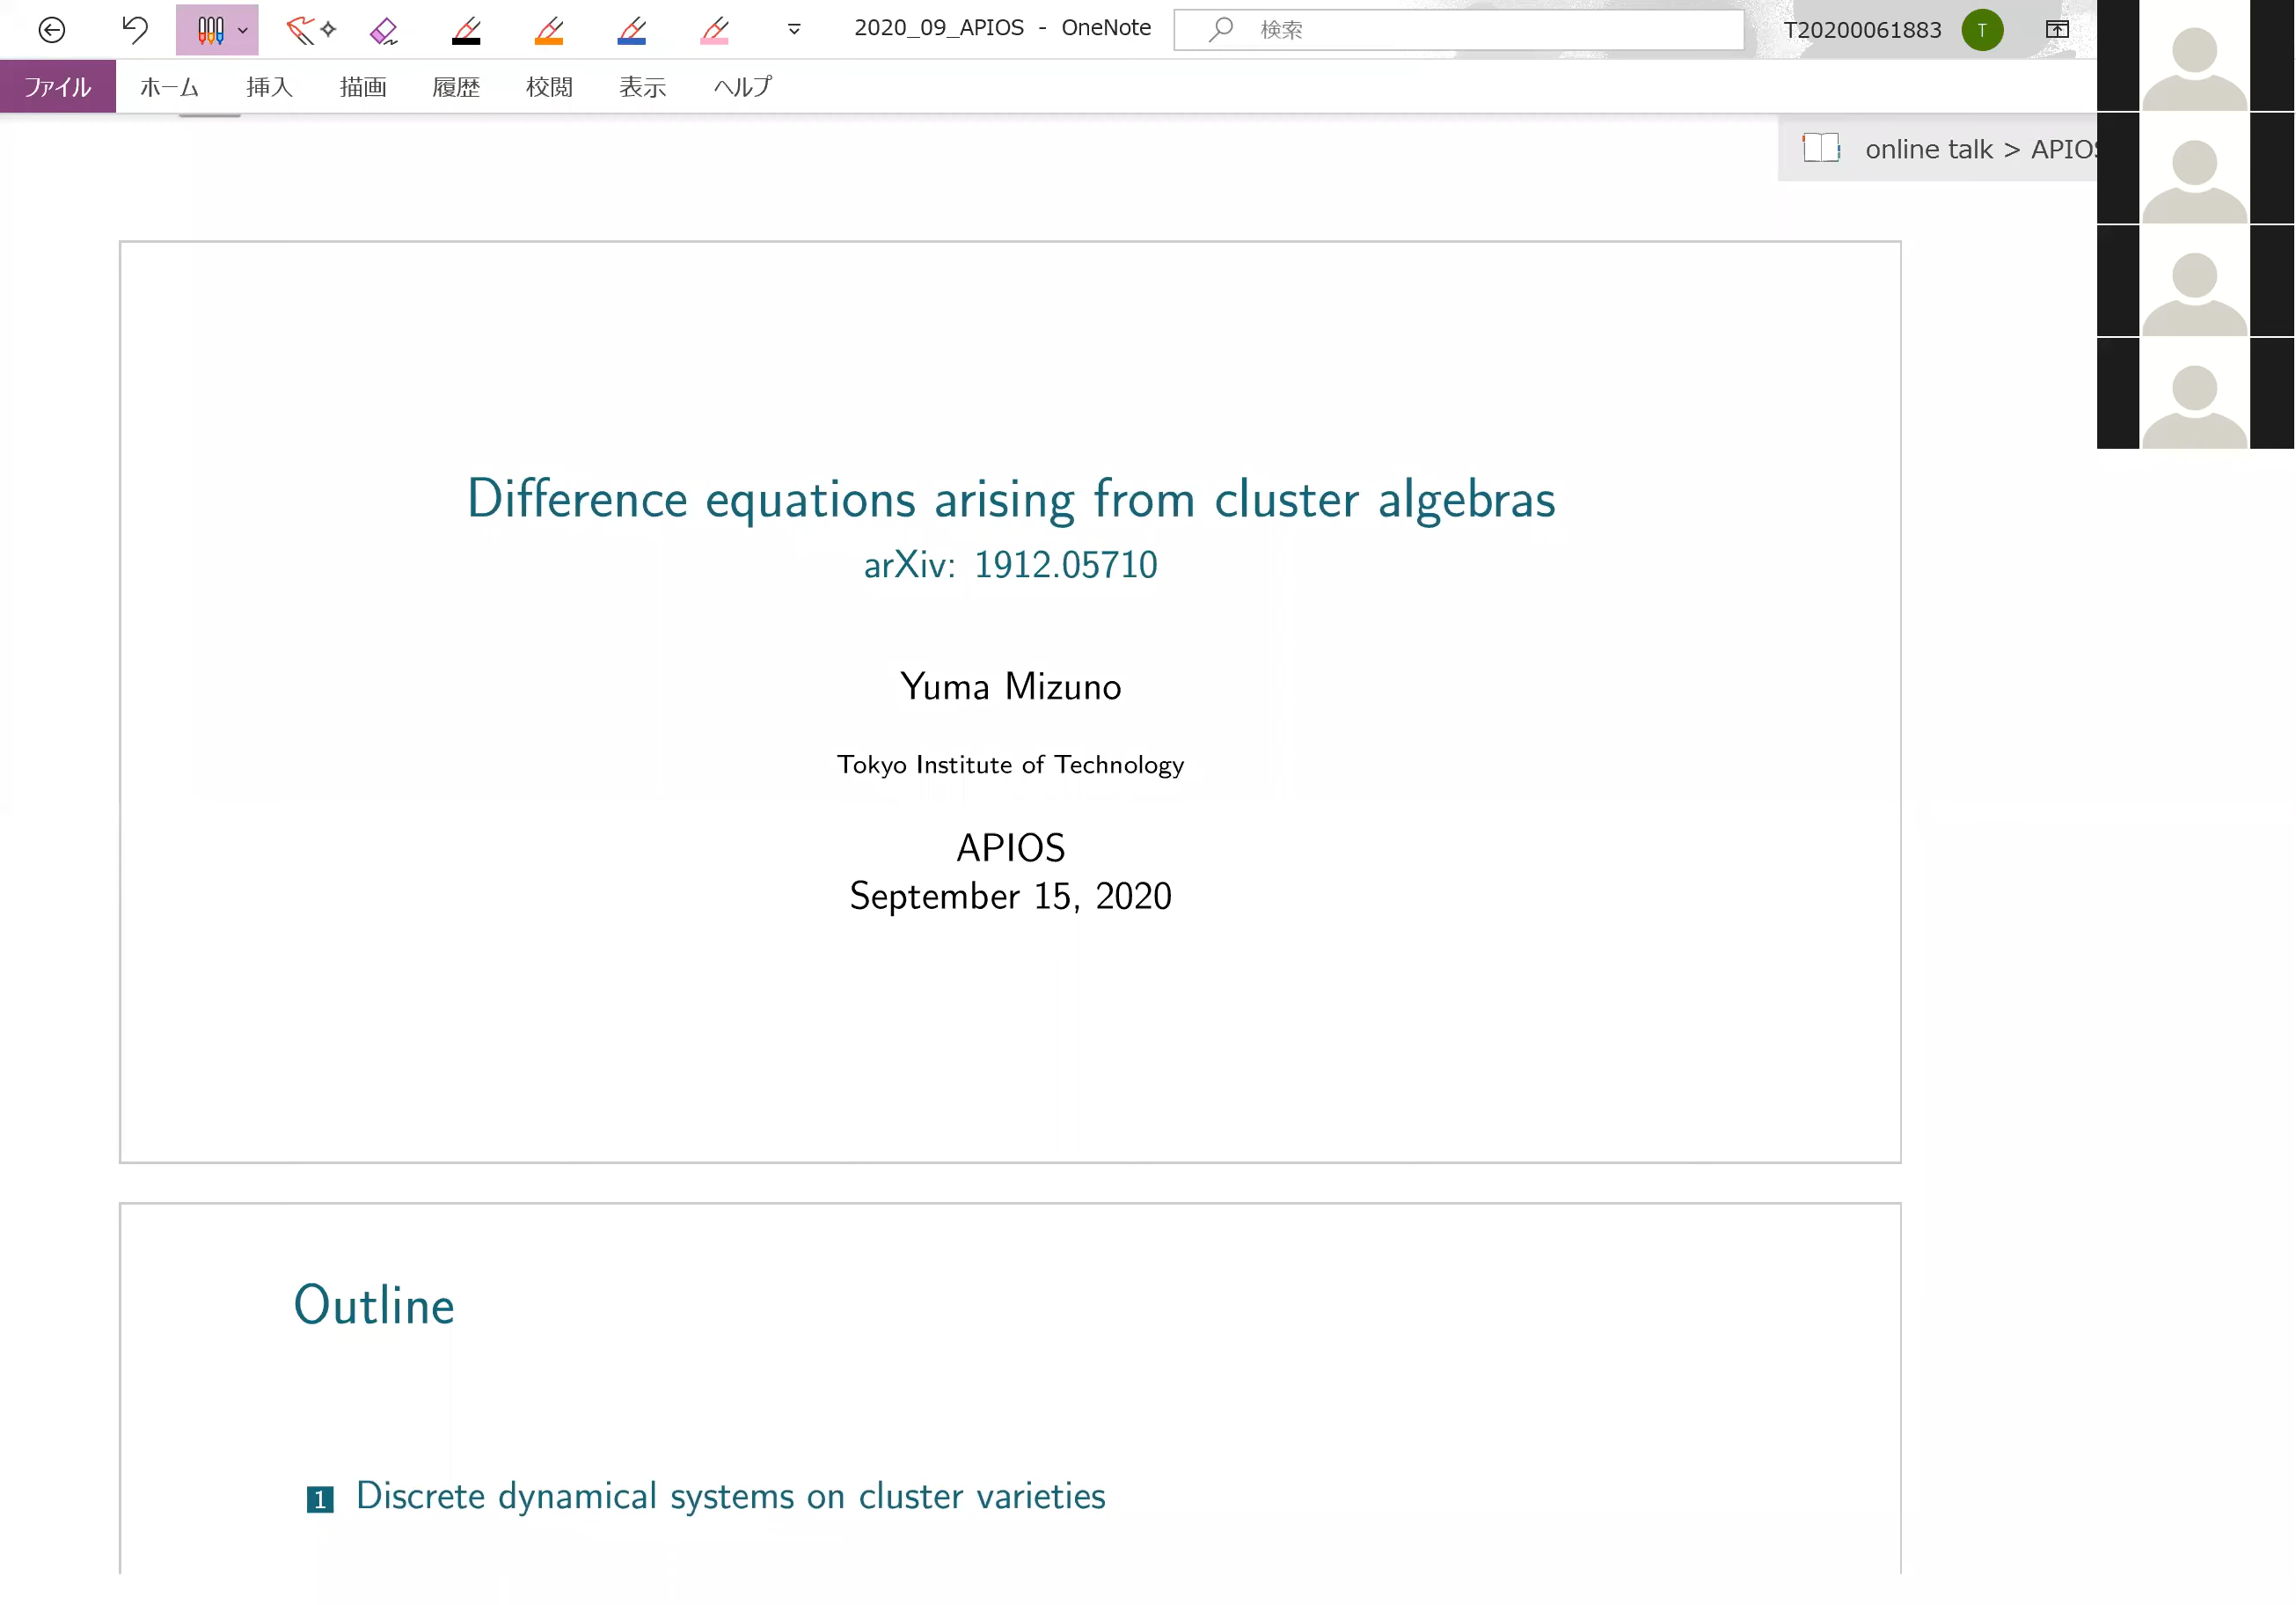 2020_09_APIOS - OneNote
検索
T20200061883
T
ファイル ホーム 挿入 描画 履歴 校閲 表示 ヘルプ
online talk > APIOS
Difference equations arising from cluster algebras
arXiv: 1912.05710
Yuma Mizuno
Tokyo Institute of Technology
APIOS
September 15, 2020
Outline
1 Discrete dynamical systems on cluster varieties